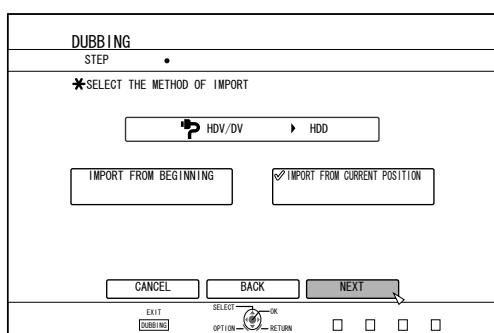 DUBBING
STEP
SELECT THE METHOD OF IMPORT
HDV/DV HDD
IMPORT FROM BEGINNING
IMPORT FROM CURRENT POSITION
CANCEL BACK NEXT
EXIT
DUBBING
SELECT OK
OPTION RETURN